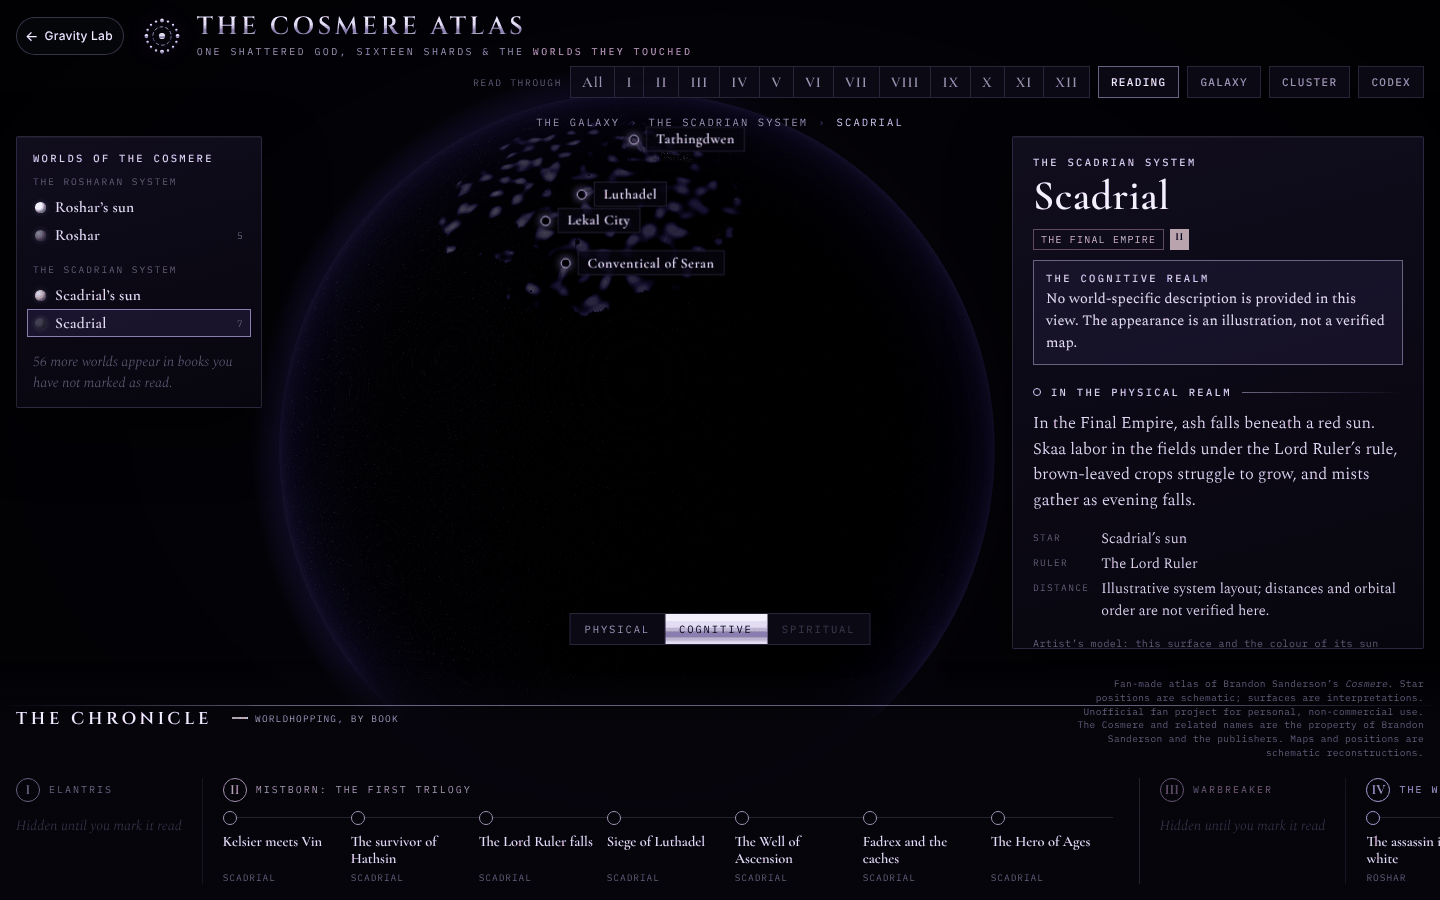 ← Gravity Lab
THE COSMERE ATLAS
ONE SHATTERED GOD, SIXTEEN SHARDS & THE WORLDS THEY TOUCHED
READ THROUGH
All I II III IV V VI VII VIII IX X XI XII
READING
GALAXY
CLUSTER
CODEX
THE GALAXY › THE SCADRIAN SYSTEM › SCADRIAL
WORLDS OF THE COSMERE
THE ROSHARAN SYSTEM
Roshar’s sun
Roshar 5
THE SCADRIAN SYSTEM
Scadrial’s sun
Scadrial 7
56 more worlds appear in books you
have not marked as read.
Tathingdwen
Luthadel
Lekal City
Conventical of Seran
PHYSICAL
COGNITIVE
SPIRITUAL
THE SCADRIAN SYSTEM
Scadrial
THE FINAL EMPIRE II
THE COGNITIVE REALM
No world-specific description is provided in this
view. The appearance is an illustration, not a verified
map.
IN THE PHYSICAL REALM
In the Final Empire, ash falls beneath a red sun.
Skaa labor in the fields under the Lord Ruler’s rule,
brown-leaved crops struggle to grow, and mists
gather as evening falls.
STAR Scadrial’s sun
RULER The Lord Ruler
DISTANCE Illustrative system layout; distances and orbital
order are not verified here.
Artist’s model: this surface and the colour of its sun
Fan-made atlas of Brandon Sanderson’s Cosmere. Star
positions are schematic; surfaces are interpretations.
Unofficial fan project for personal, non-commercial use.
The Cosmere and related names are the property of Brandon
Sanderson and the publishers. Maps and positions are
schematic reconstructions.
THE CHRONICLE
WORLDHOPPING, BY BOOK
I ELANTRIS
Hidden until you mark it read
II MISTBORN: THE FIRST TRILOGY
Kelsier meets Vin
SCADRIAL
The survivor of
Hathsin
SCADRIAL
The Lord Ruler falls
SCADRIAL
Siege of Luthadel
SCADRIAL
The Well of
Ascension
SCADRIAL
Fadrex and the
caches
SCADRIAL
The Hero of Ages
SCADRIAL
III WARBREAKER
Hidden until you mark it read
IV THE W
The assassin i
white
ROSHAR